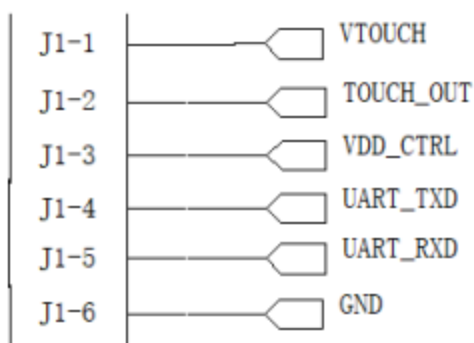 J1-1 VTOUCH
J1-2 TOUCH_OUT
J1-3 VDD_CTRL
J1-4 UART_TXD
J1-5 UART_RXD
J1-6 GND